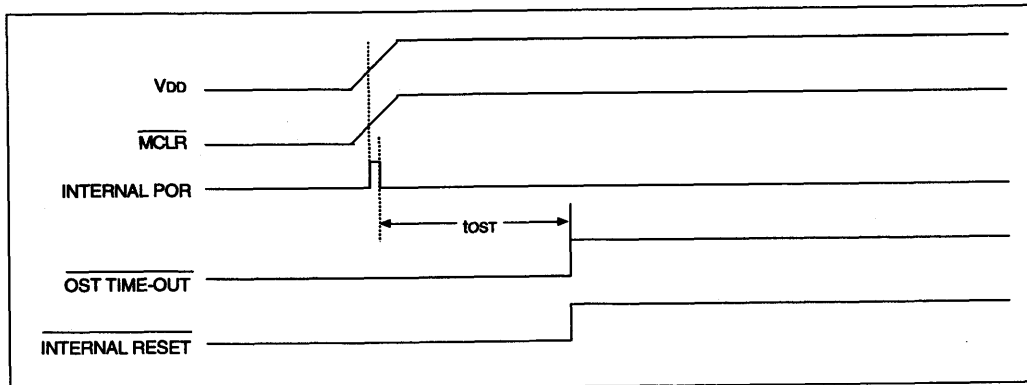 VDD
MCLR
INTERNAL POR
tOST
OST TIME-OUT
INTERNAL RESET